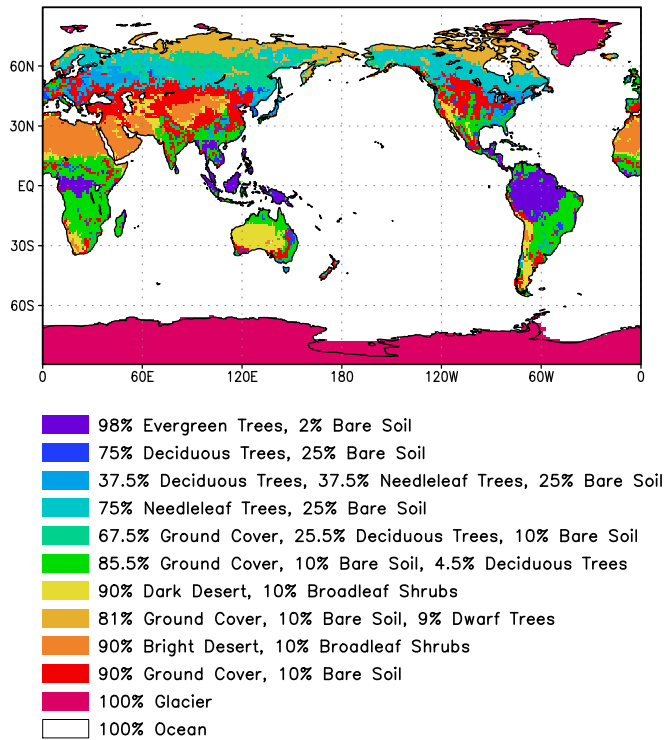 60N
30N
EQ
30S
60S
0 60E 120E 180 120W 60W 0
98% Evergreen Trees, 2% Bare Soil
75% Deciduous Trees, 25% Bare Soil
37.5% Deciduous Trees, 37.5% Needleleaf Trees, 25% Bare Soil
75% Needleleaf Trees, 25% Bare Soil
67.5% Ground Cover, 25.5% Deciduous Trees, 10% Bare Soil
85.5% Ground Cover, 10% Bare Soil, 4.5% Deciduous Trees
90% Dark Desert, 10% Broadleaf Shrubs
81% Ground Cover, 10% Bare Soil, 9% Dwarf Trees
90% Bright Desert, 10% Broadleaf Shrubs
90% Ground Cover, 10% Bare Soil
100% Glacier
100% Ocean